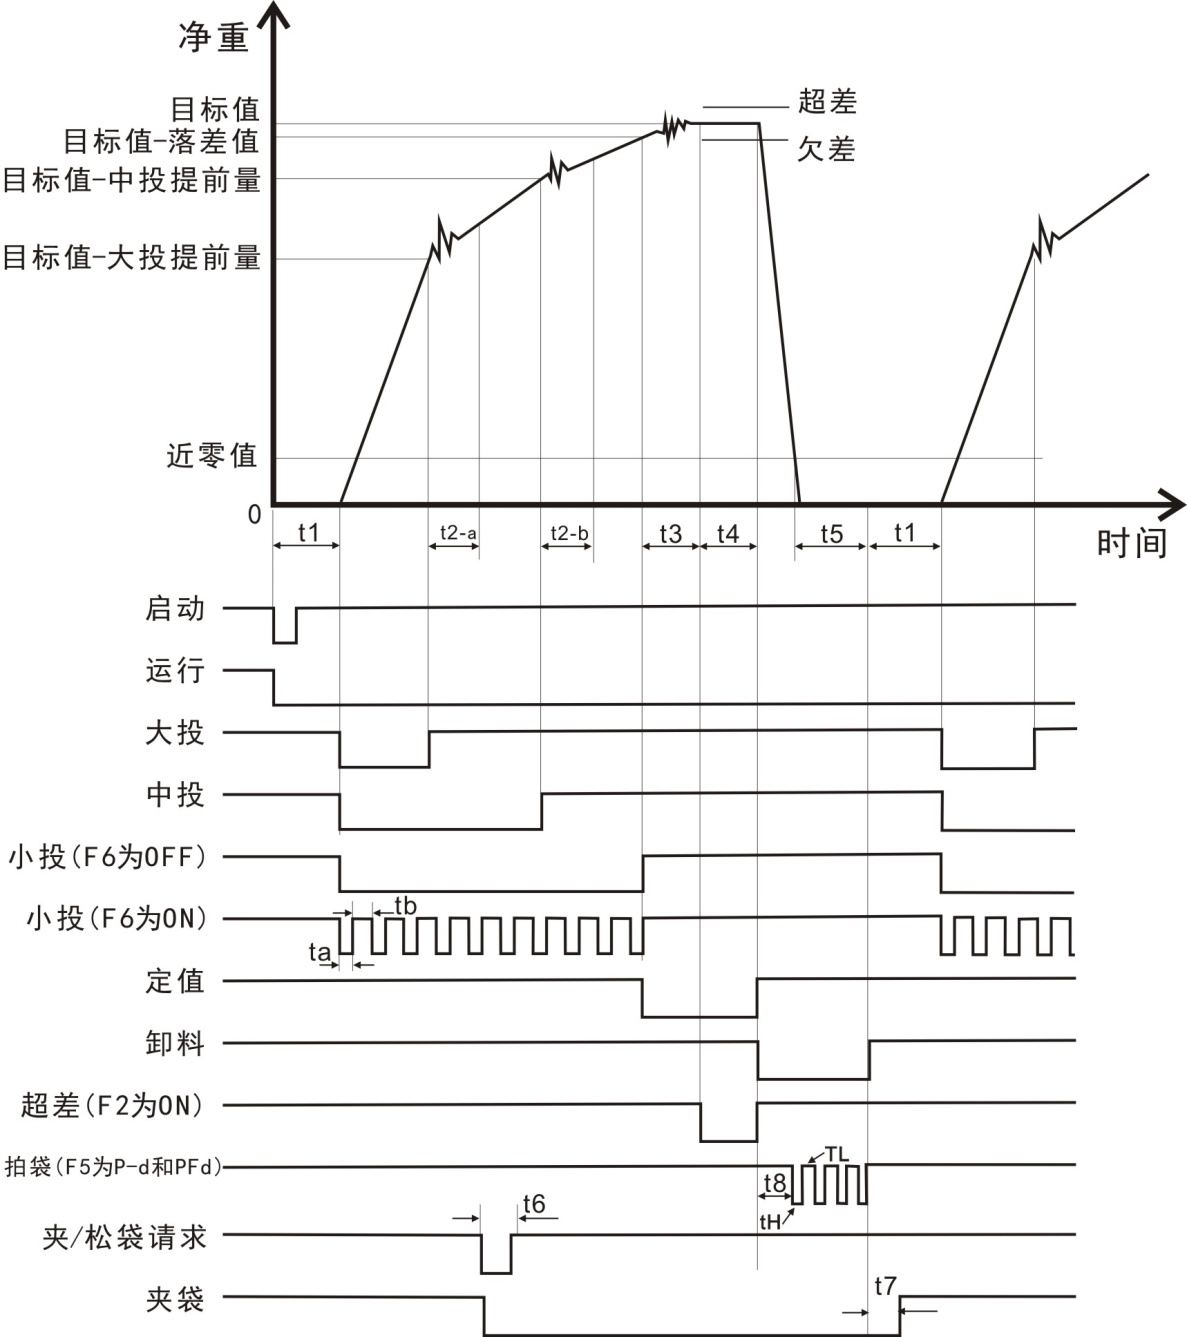 净重
目标值
超差
目标值-落差值
欠差
目标值-中投提前量
目标值-大投提前量
近零值
0
t1 t2-a t2-b t3 t4 t5 t1
时间
启动
运行
大投
中投
小投(F6为OFF)
小投(F6为ON)
tb
ta
定值
卸料
超差(F2为ON)
拍袋(F5为P-d和PFd)
TL
t8
tH
t6
夹/松袋请求
t7
夹袋